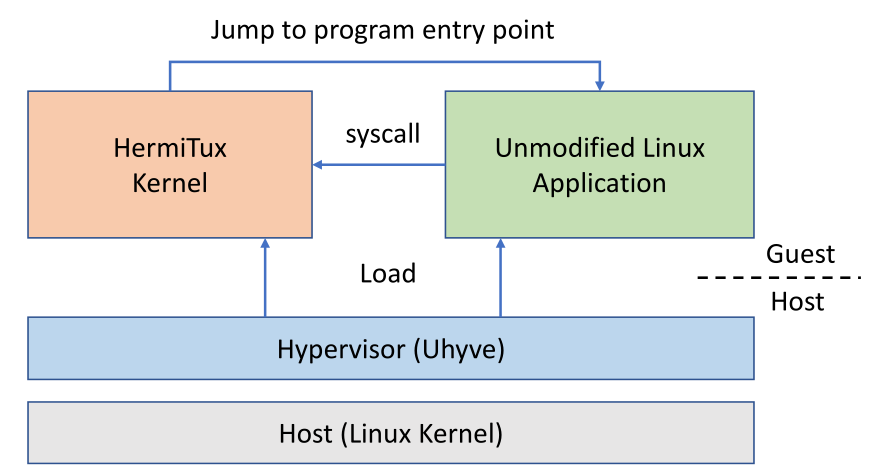 Jump to program entry point
HermiTux
Kernel
syscall
Unmodified Linux
Application
Load
Guest
Host
Hypervisor (Uhyve)
Host (Linux Kernel)